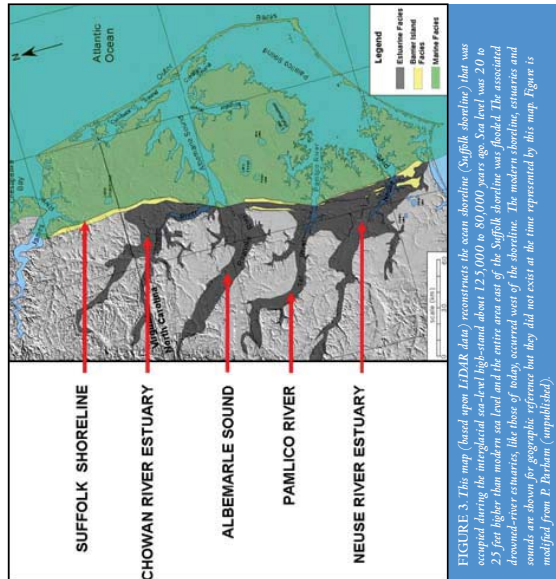 SUFFOLK SHORELINE
CHOWAN RIVER ESTUARY
ALBEMARLE SOUND
PAMLICO RIVER
NEUSE RIVER ESTUARY
N
Atlantic
Ocean
Bay
Virginia
North Carolina
Legend
Estuarine Facies
Barrier Island
Facies
Marine Facies
FIGURE 3. This map (based upon LiDAR data) reconstructs the ocean shoreline (Suffolk shoreline) that was
occupied during the interglacial sea-level high-stand about 125,000 to 80,000 years ago. Sea level was 20 to
25 feet higher than modern sea level and the entire area east of the Suffolk shoreline was flooded. The associated
drowned-river estuaries, like those of today, occurred west of the shoreline. The modern shoreline, estuaries and
sounds are shown for geographic reference but they did not exist at the time represented by this map. Figure is
modified from P. Parham (unpublished).